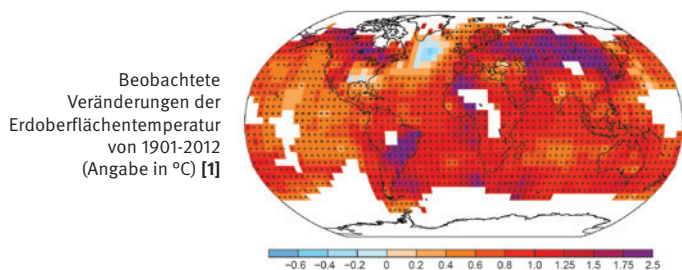 Beobachtete
Veränderungen der
Erdoberflächentemperatur
von 1901-2012
(Angabe in °C) [1]
-0.6 -0.4 -0.2 0 0.2 0.4 0.6 0.8 1.0 1.25 1.5 1.75 2.5